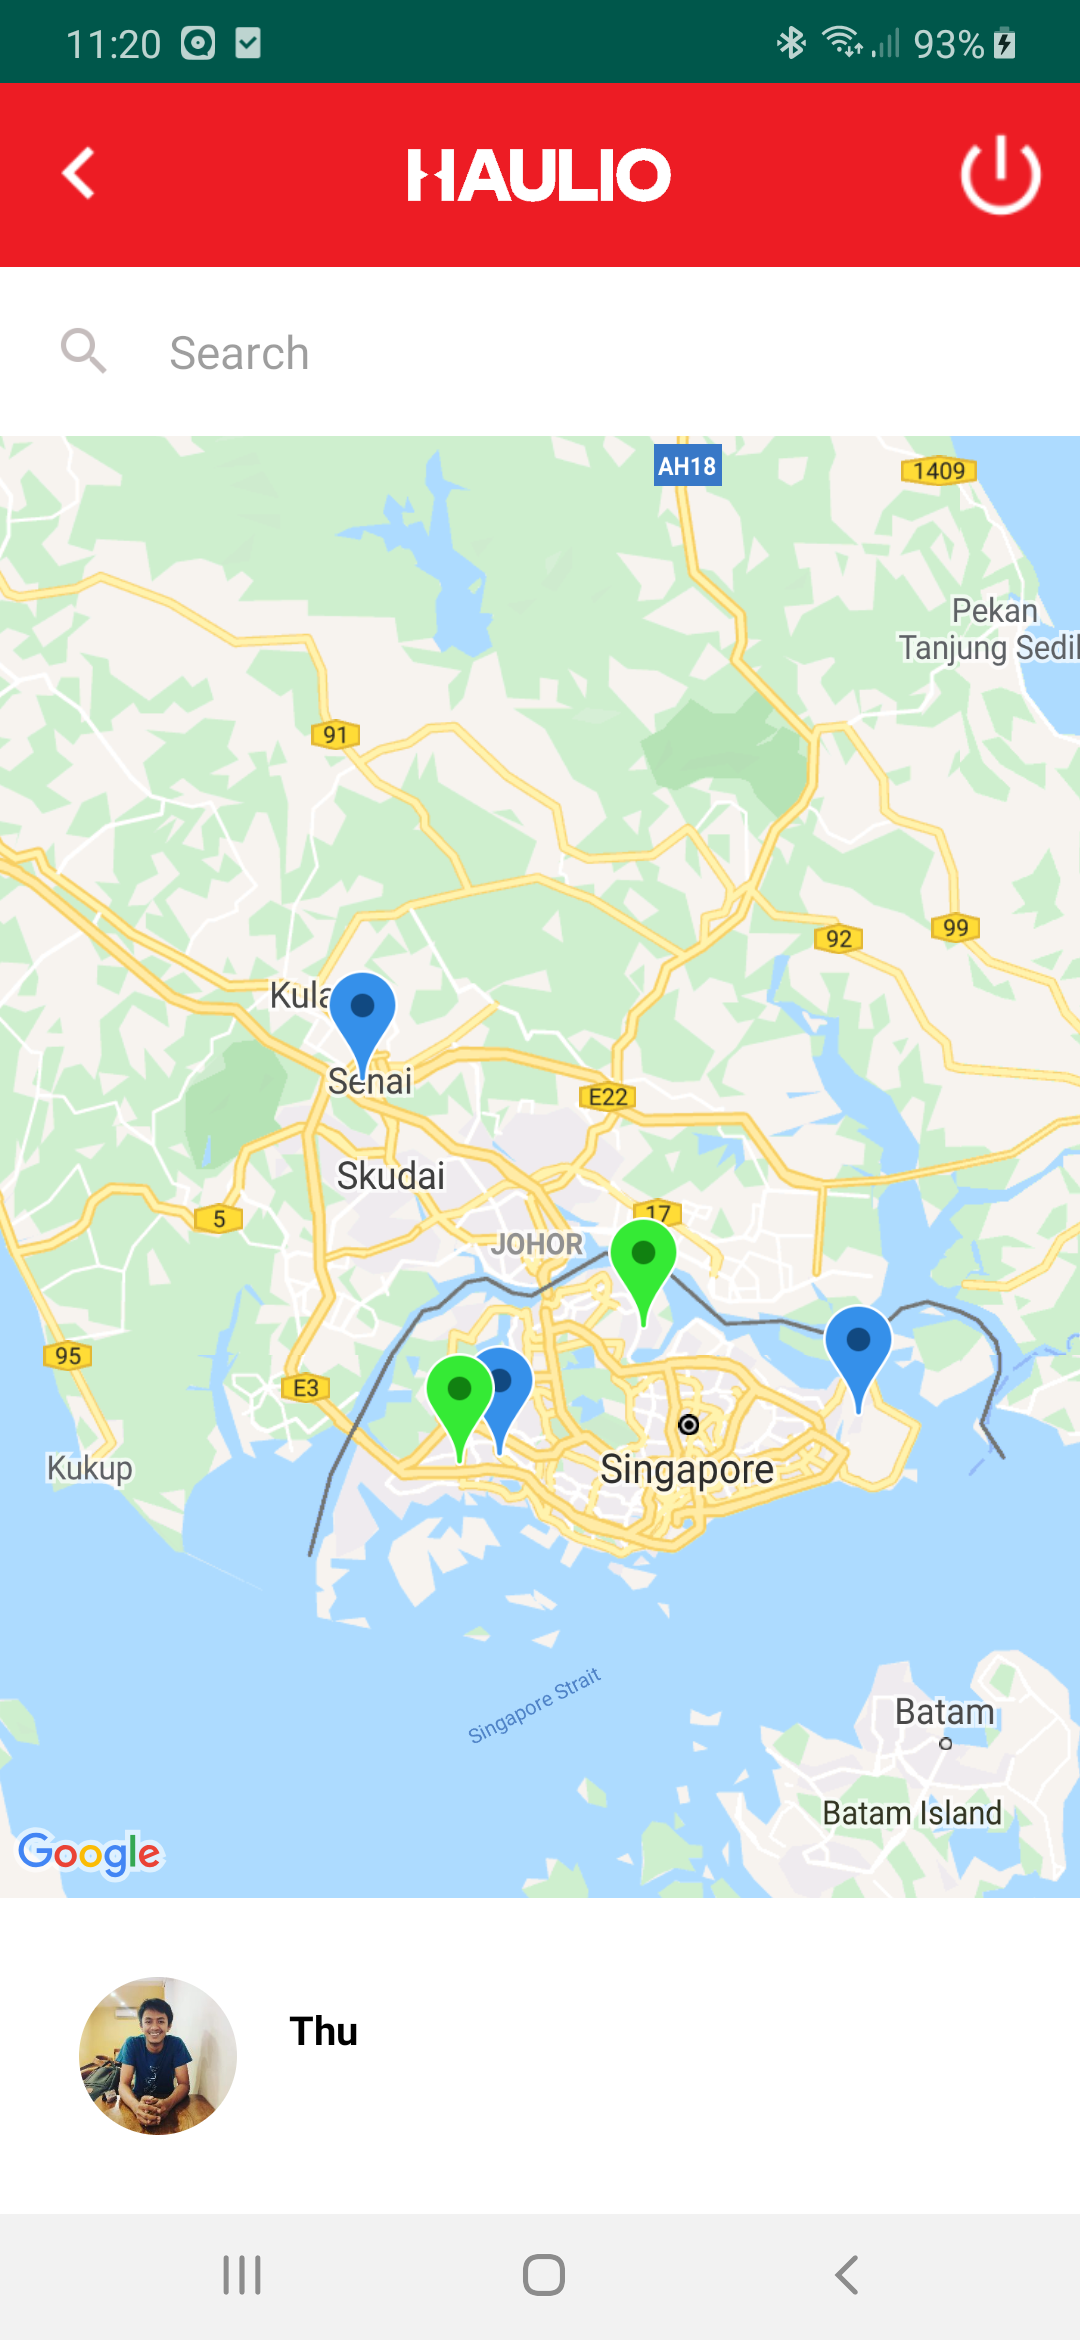 11:20
93%
HAULIO
Search
AH18
1409
Pekan
Tanjung Sedil
91
92
99
Kula
Senai
E22
Skudai
5
17
JOHOR
95
E3
Kukup
Singapore
Singapore Strait
Batam
Batam Island
Google
Thu